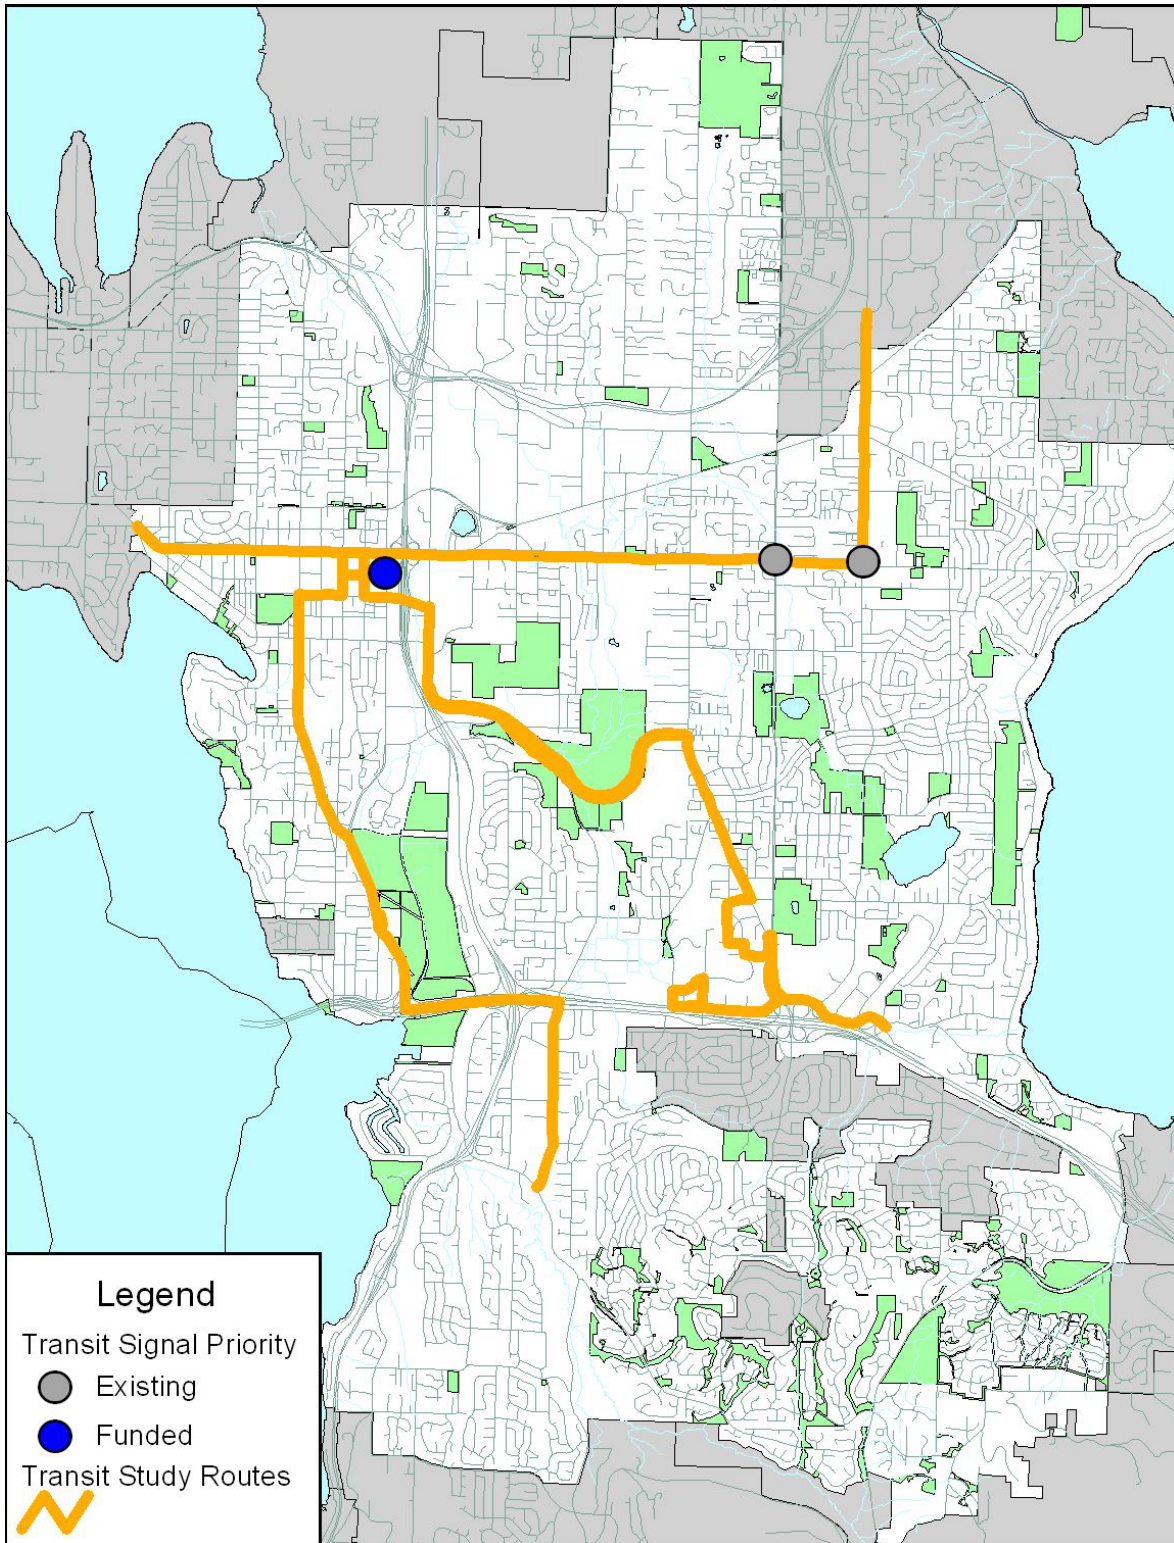 Legend
Transit Signal Priority
Existing
Funded
Transit Study Routes